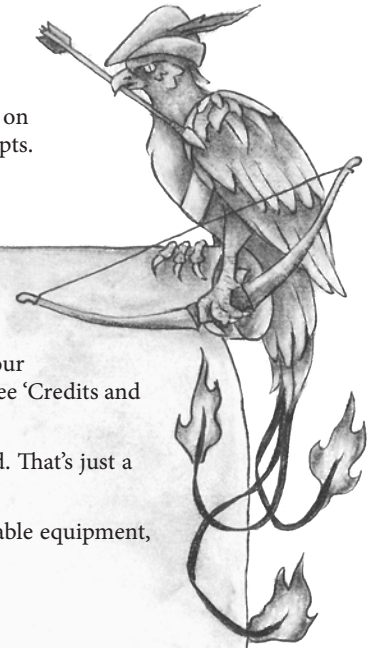 on
pts.
our
ee ‘Credits and
d. That’s just a
able equipment,